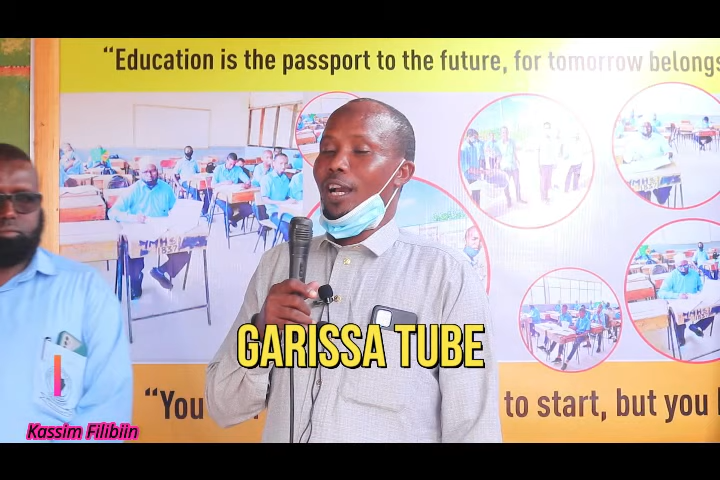 “Education is the passport to the future, for tomorrow belongs
GARISSA TUBE
“You
to start, but you
Kassim Filibiin